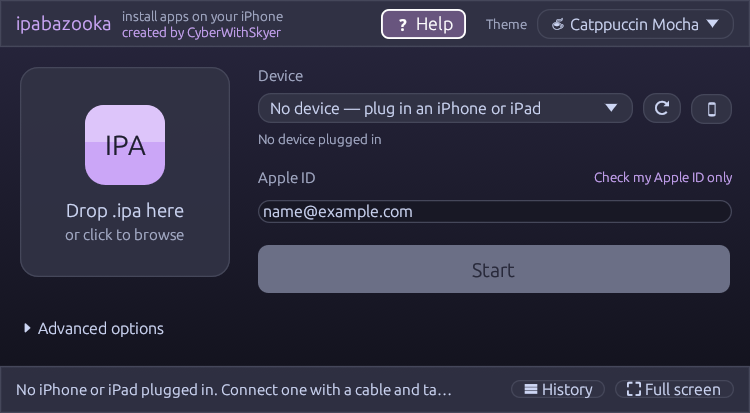 ipabazooka
install apps on your iPhone
created by CyberWithSkyer
? Help
Theme
Catppuccin Mocha
IPA
Drop .ipa here
or click to browse
Device
No device — plug in an iPhone or iPad
No device plugged in
Apple ID
Check my Apple ID only
name@example.com
Start
Advanced options
No iPhone or iPad plugged in. Connect one with a cable and ta…
History
Full screen